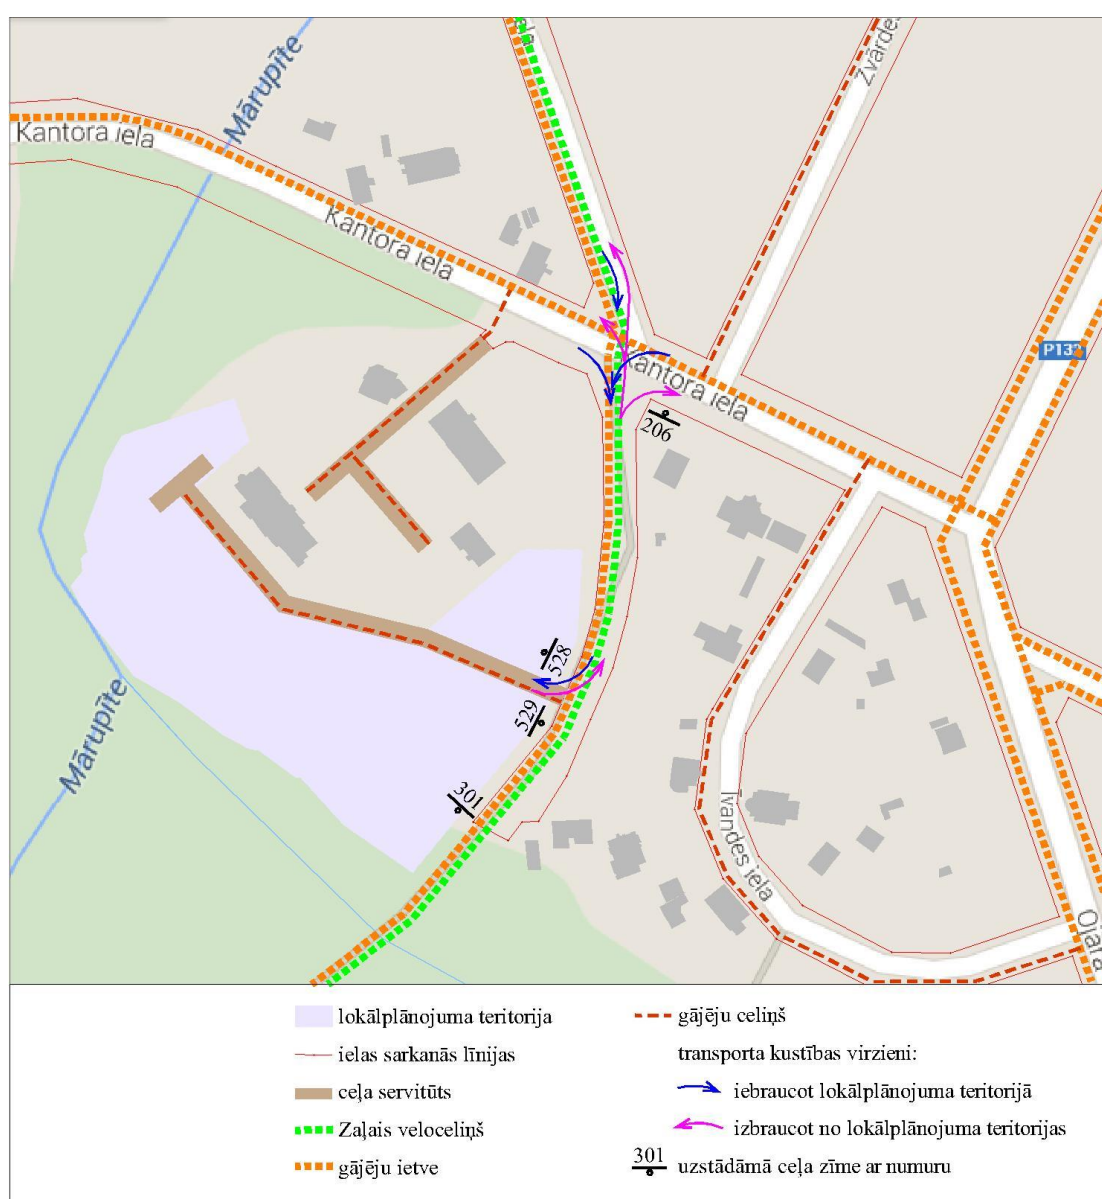 iela
Zvārdes
Mārupīte
Kantora iela
Kantora iela
P132
Kantora iela
206
528
529
301
Mārupīte
Īvandes iela
Ojāra
lokālplānojuma teritorija
ielas sarkanās līnijas
ceļa servitūts
Zaļais veloceliņš
gājēju ietve
gājēju celiņš
transporta kustības virzieni:
iebraucot lokālplānojuma teritorijā
izbraucot no lokālplānojuma teritorijas
301 uzstādāmā ceļa zīme ar numuru